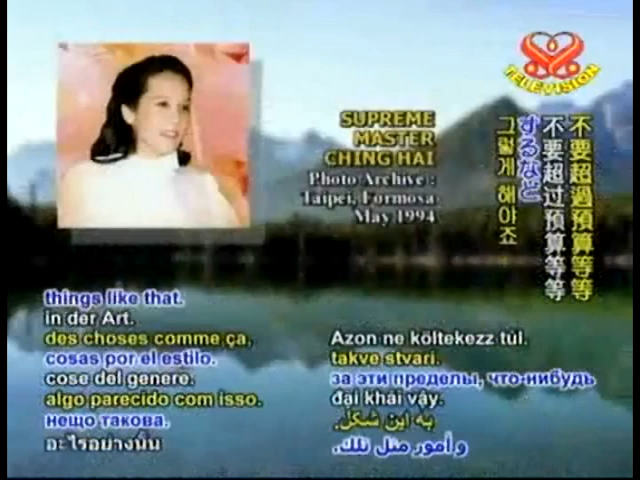 TELEVISION
SUPREME
MASTER
CHING HAI
Photo Archive :
Taipei, Formosa
May 1994
不要超過預算等等
不要超过预算等等
するなど
그렇게 해야죠
things like that.
in der Art.
des choses comme ça,
cosas por el estilo.
cose del genere.
algo parecido com isso.
нещо такова.
อะไรอย่างนั้น
Azon ne költekezz túl.
takve stvari.
за эти пределы, что-нибудь
đại khái vậy.
به این شکل.
و أمور مثل تلك.